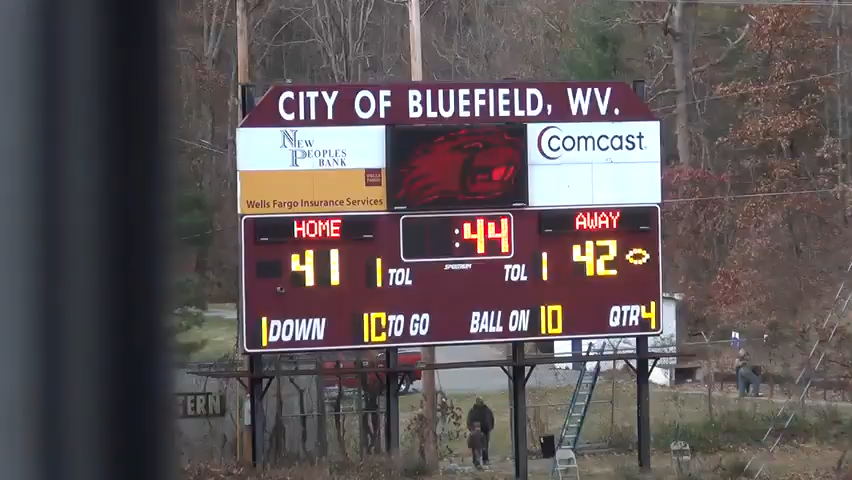 CITY OF BLUEFIELD, WV.
NEW PEOPLES BANK
Comcast
WELLS FARGO
Wells Fargo Insurance Services
HOME :44 AWAY
41 1 TOL TOL 1 42
1 DOWN 10 TO GO BALL ON 10 QTR 4
TERN